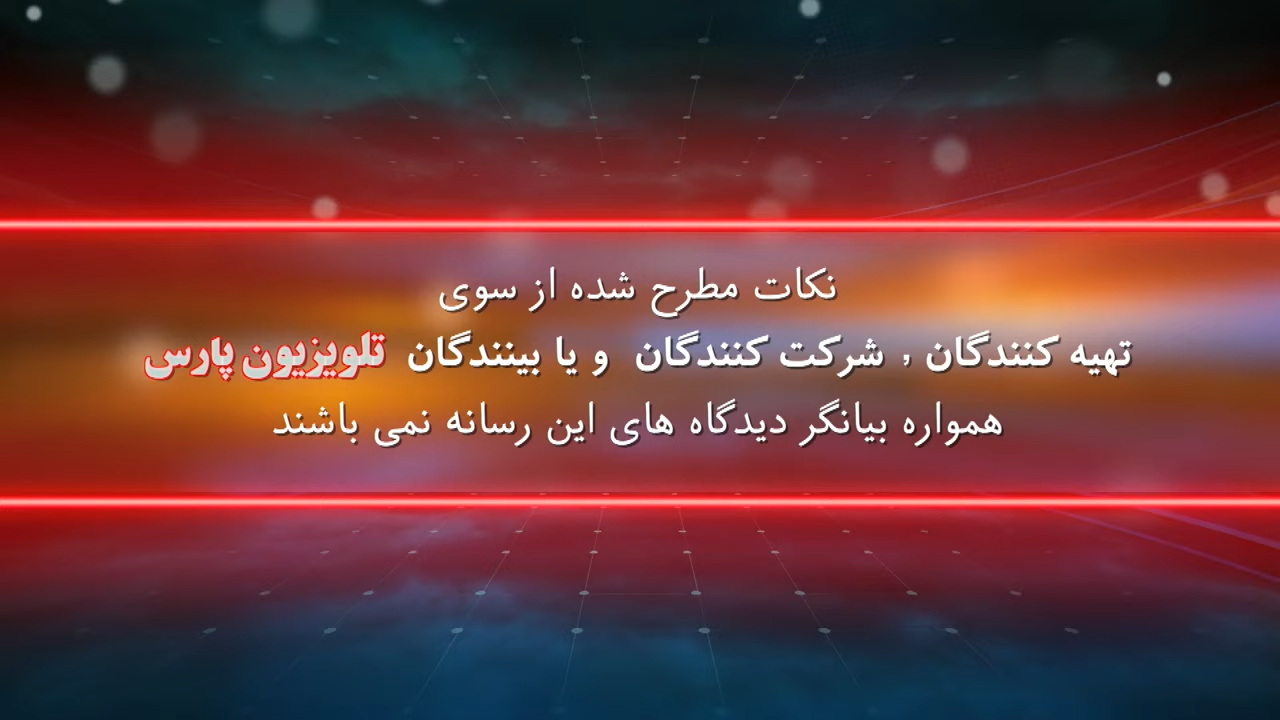 نکات مطرح شده از سوی
تهیه کنندگان , شرکت کنندگان و یا بینندگان تلویزیون پارس
همواره بیانگر دیدگاه های این رسانه نمی باشند